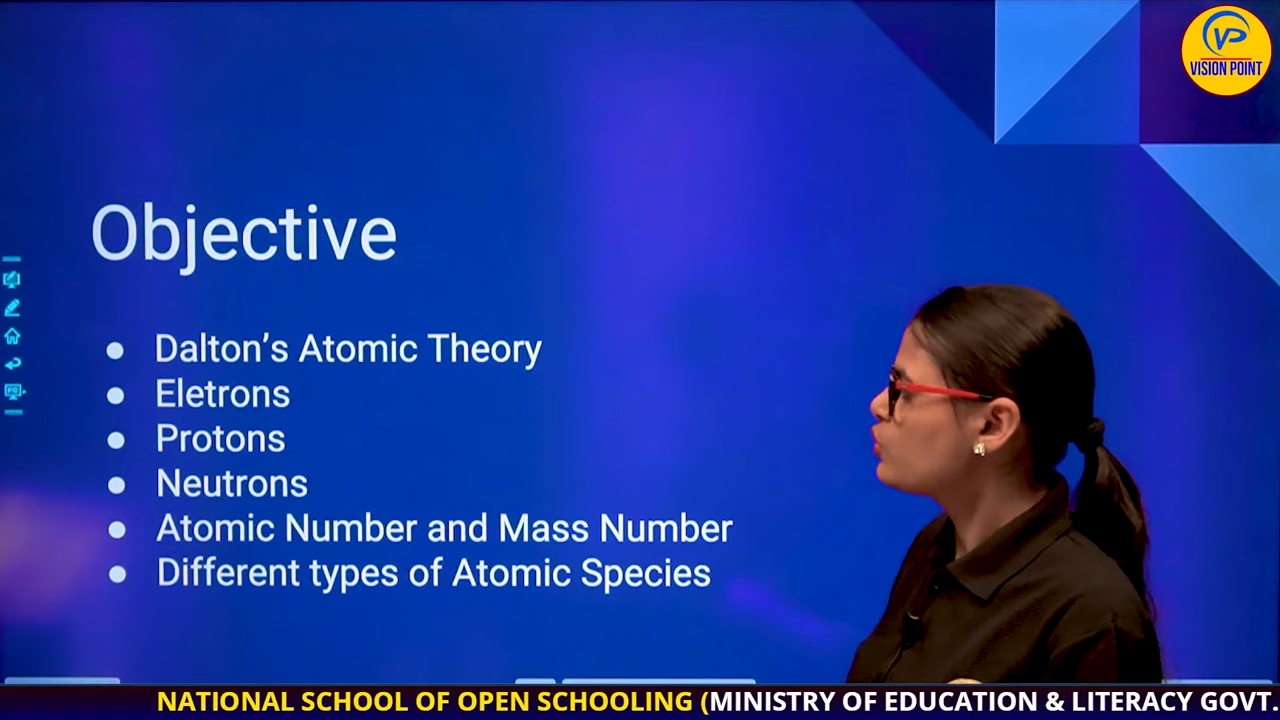 VP
VISION POINT
Objective
● Dalton's Atomic Theory
● Eletrons
● Protons
● Neutrons
● Atomic Number and Mass Number
● Different types of Atomic Species
NATIONAL SCHOOL OF OPEN SCHOOLING (MINISTRY OF EDUCATION & LITERACY GOVT.